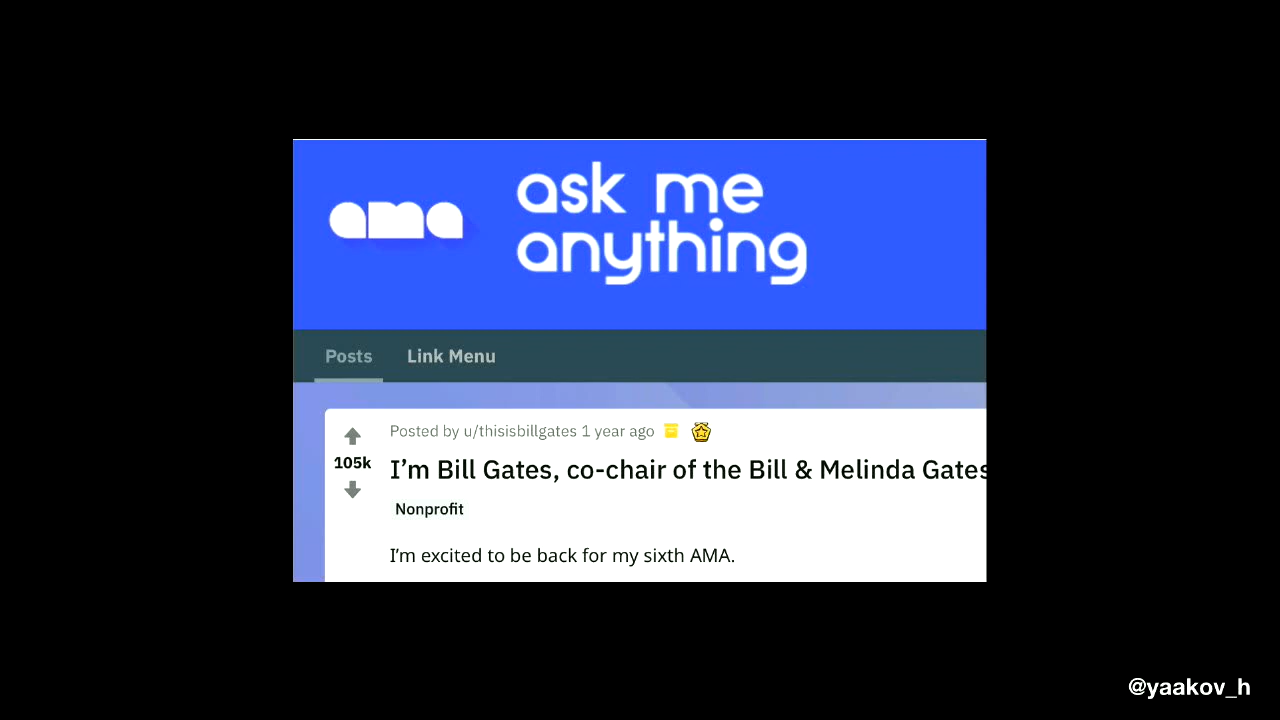 ama
ask me
anything
Posts
Link Menu
Posted by u/thisisbillgates 1 year ago
105k
I'm Bill Gates, co-chair of the Bill & Melinda Gates
Nonprofit
I'm excited to be back for my sixth AMA.
@yaakov_h